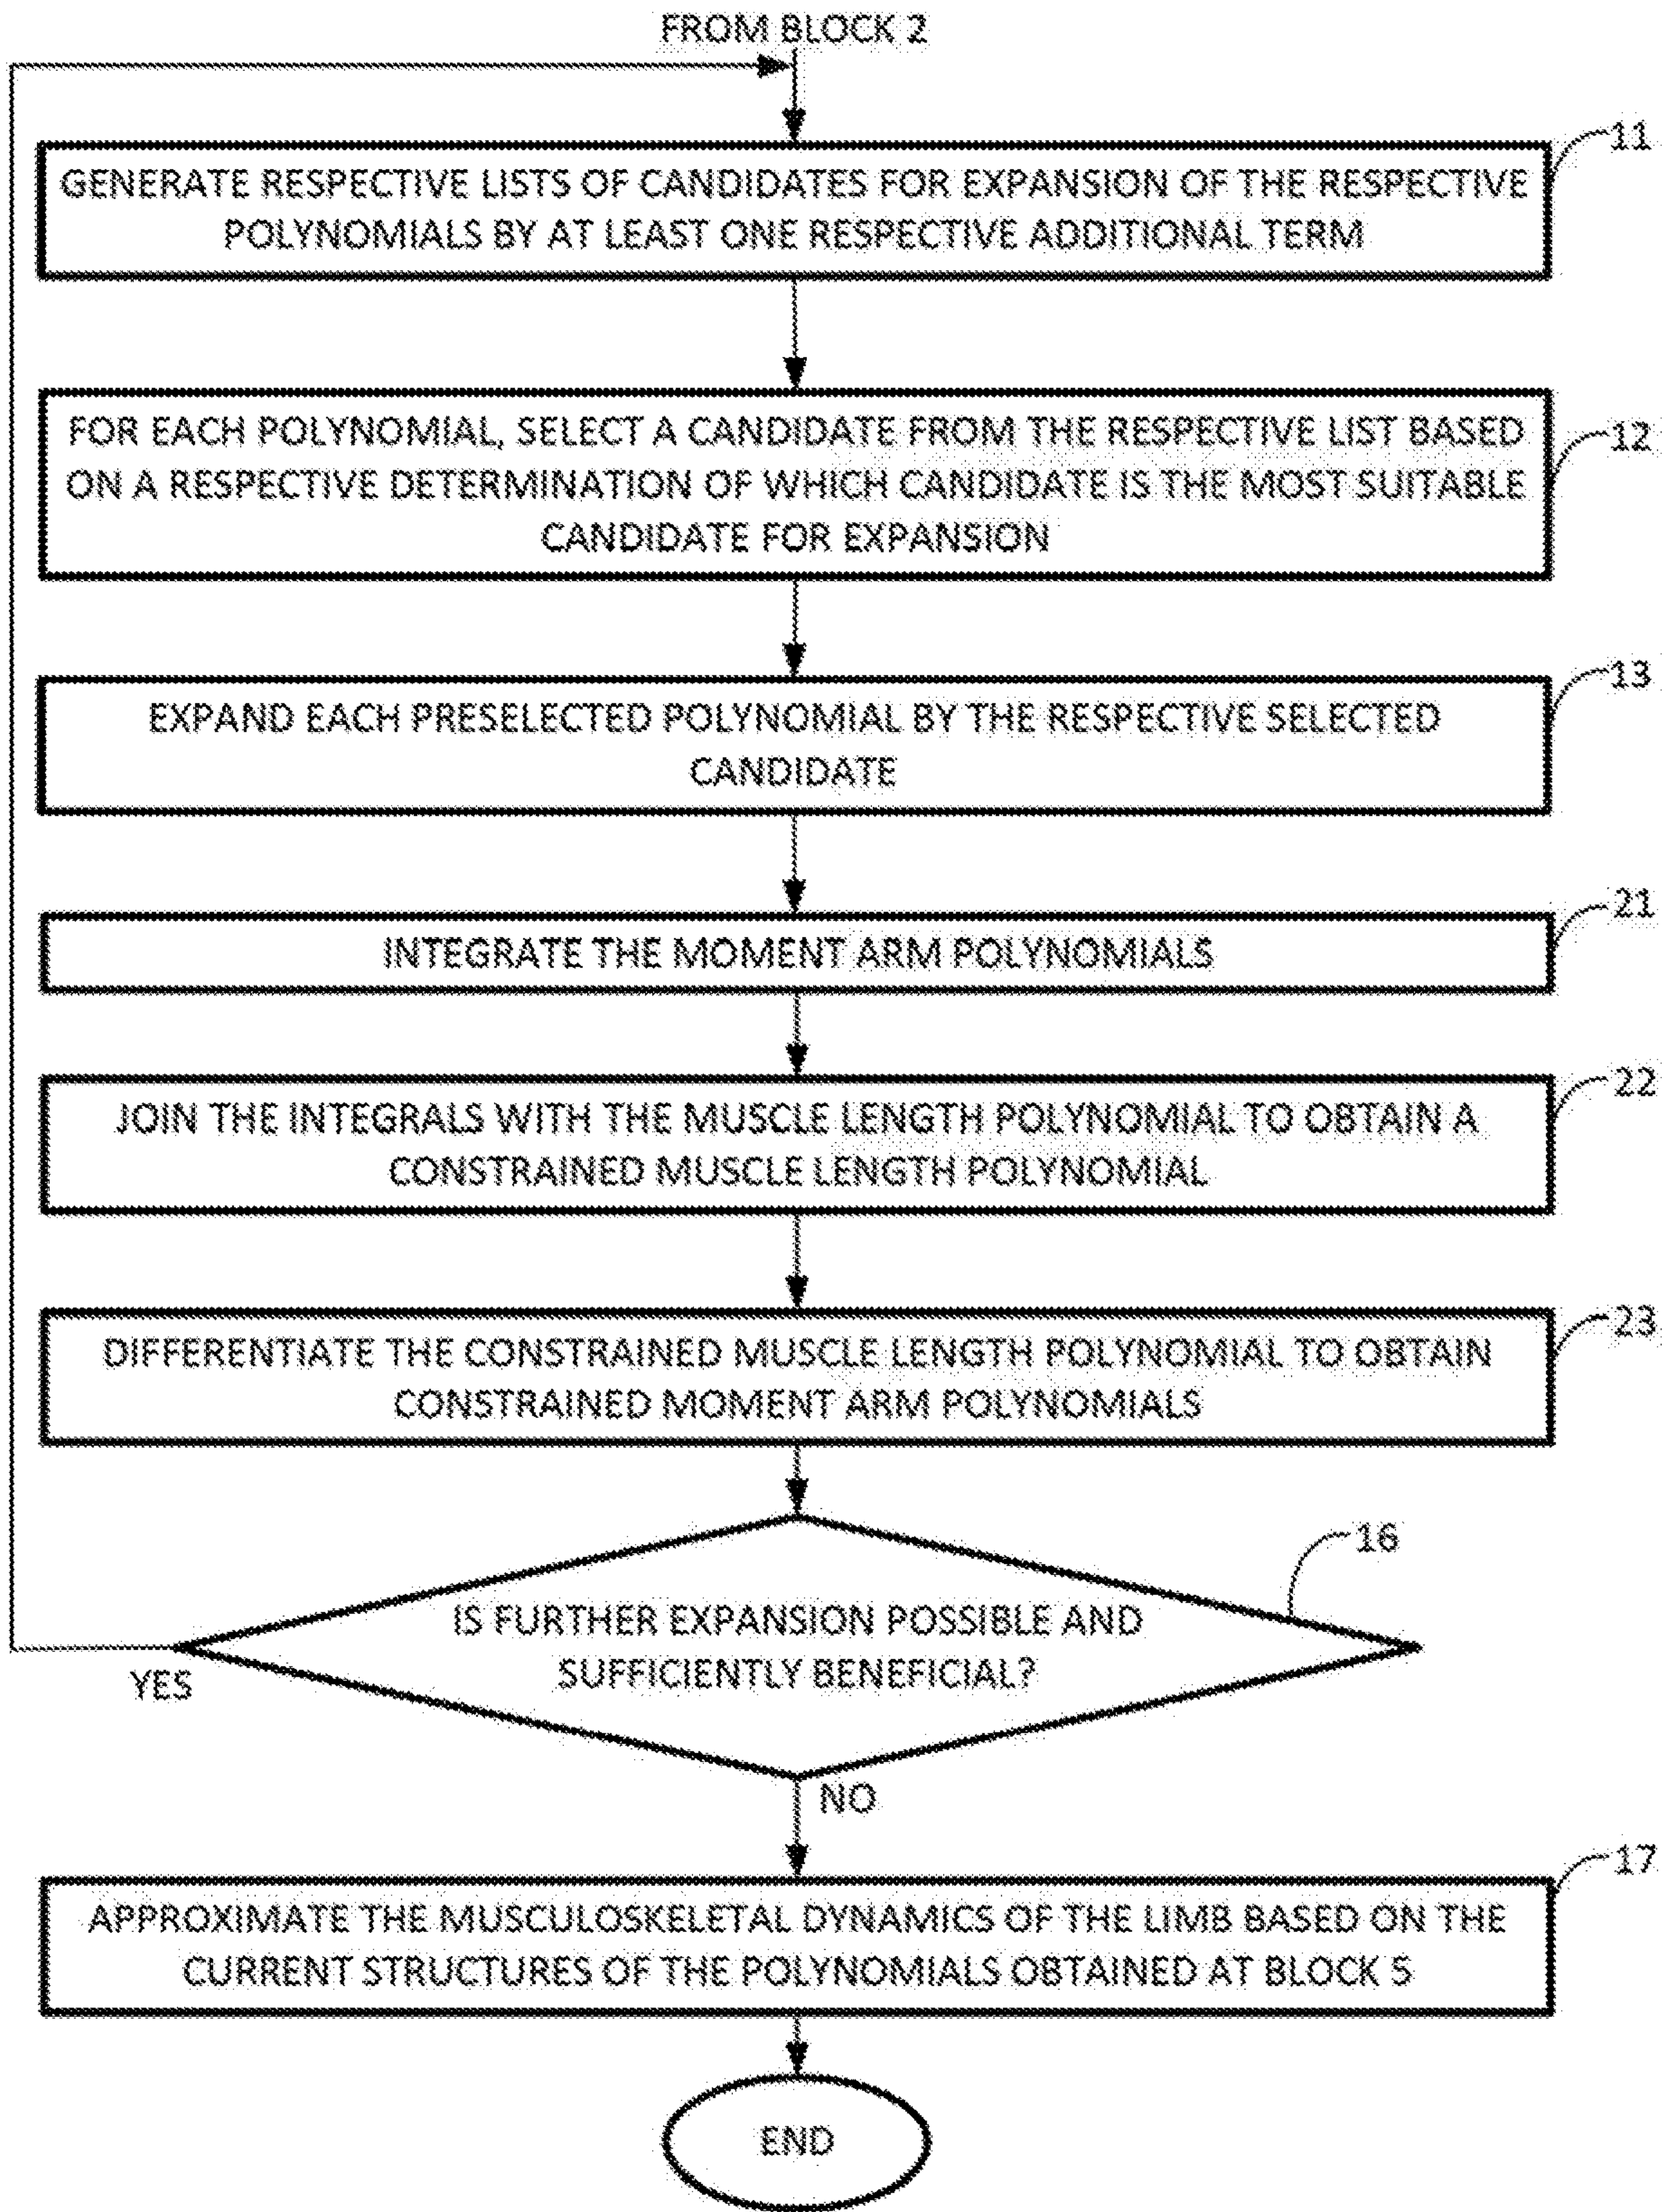 FROM BLOCK 2
11
GENERATE RESPECTIVE LISTS OF CANDIDATES FOR EXPANSION OF THE RESPECTIVE
POLYNOMIALS BY AT LEAST ONE RESPECTIVE ADDITIONAL TERM
12
FOR EACH POLYNOMIAL, SELECT A CANDIDATE FROM THE RESPECTIVE LIST BASED
ON A RESPECTIVE DETERMINATION OF WHICH CANDIDATE IS THE MOST SUITABLE
CANDIDATE FOR EXPANSION
13
EXPAND EACH PRESELECTED POLYNOMIAL BY THE RESPECTIVE SELECTED
CANDIDATE
21
INTEGRATE THE MOMENT ARM POLYNOMIALS
22
JOIN THE INTEGRALS WITH THE MUSCLE LENGTH POLYNOMIAL TO OBTAIN A
CONSTRAINED MUSCLE LENGTH POLYNOMIAL
23
DIFFERENTIATE THE CONSTRAINED MUSCLE LENGTH POLYNOMIAL TO OBTAIN
CONSTRAINED MOMENT ARM POLYNOMIALS
16
IS FURTHER EXPANSION POSSIBLE AND
SUFFICIENTLY BENEFICIAL?
YES
NO
17
APPROXIMATE THE MUSCULOSKELETAL DYNAMICS OF THE LIMB BASED ON THE
CURRENT STRUCTURES OF THE POLYNOMIALS OBTAINED AT BLOCK 5
END